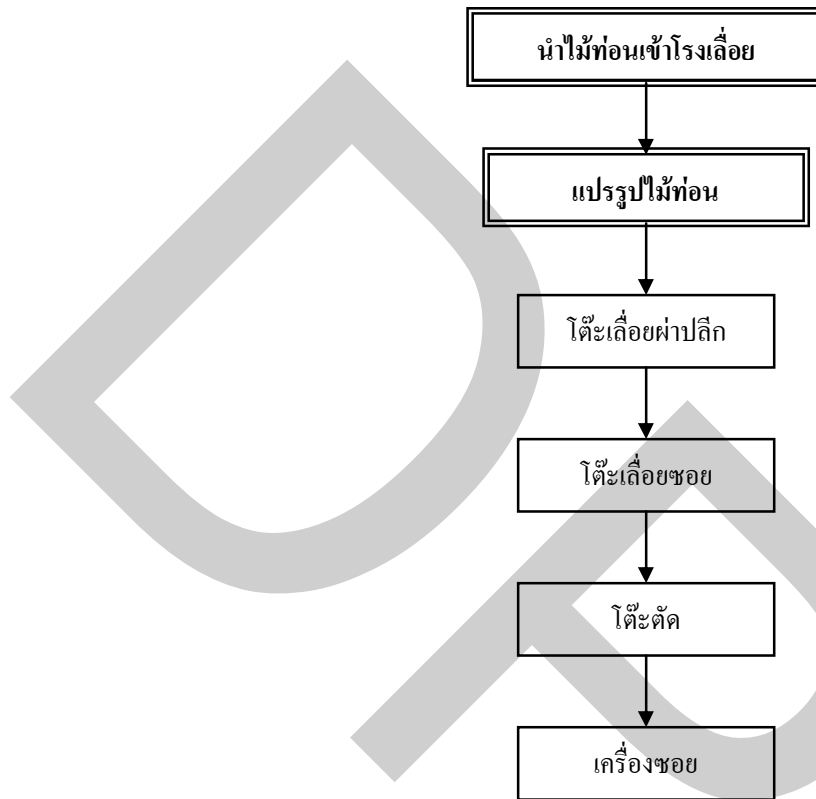 นำไม้ท่อนเข้าโรงเลื่อย
แปรรูปไม้ท่อน
โต๊ะเลื่อยผ่าปลีก
โต๊ะเลื่อยซอย
โต๊ะตัด
เครื่องซอย